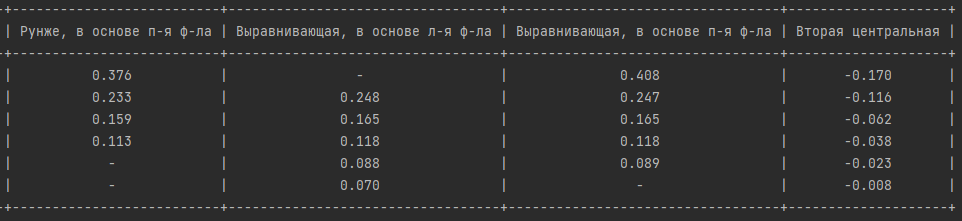 +---------------------------+----------------------------------+----------------------------------+--------------------+
| Рунже, в основе п-я ф-ла | Выравнивающая, в основе л-я ф-ла | Выравнивающая, в основе п-я ф-ла | Вторая центральная |
+---------------------------+----------------------------------+----------------------------------+--------------------+
| 0.376 | - | 0.408 | -0.170 |
| 0.233 | 0.248 | 0.247 | -0.116 |
| 0.159 | 0.165 | 0.165 | -0.062 |
| 0.113 | 0.118 | 0.118 | -0.038 |
| - | 0.088 | 0.089 | -0.023 |
| - | 0.070 | - | -0.008 |
+---------------------------+----------------------------------+----------------------------------+--------------------+